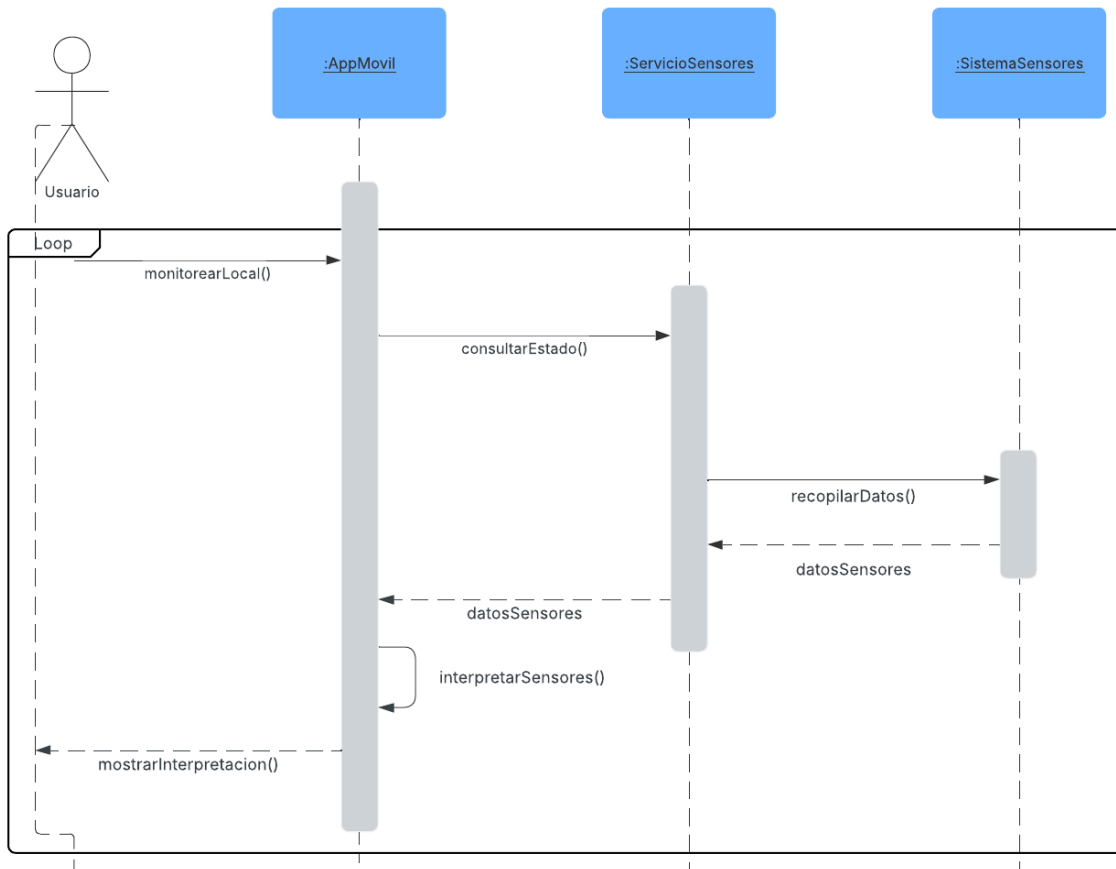 :AppMovil
:ServicioSensores
:SistemaSensores
Usuario
Loop
monitorearLocal()
consultarEstado()
recopilarDatos()
datosSensores
datosSensores
interpretarSensores()
mostrarInterpretacion()